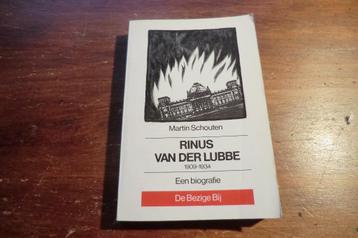 Martin Schouten
RINUS
VAN DER LUBBE
1909-1934
Een biografie
De Bezige Bij